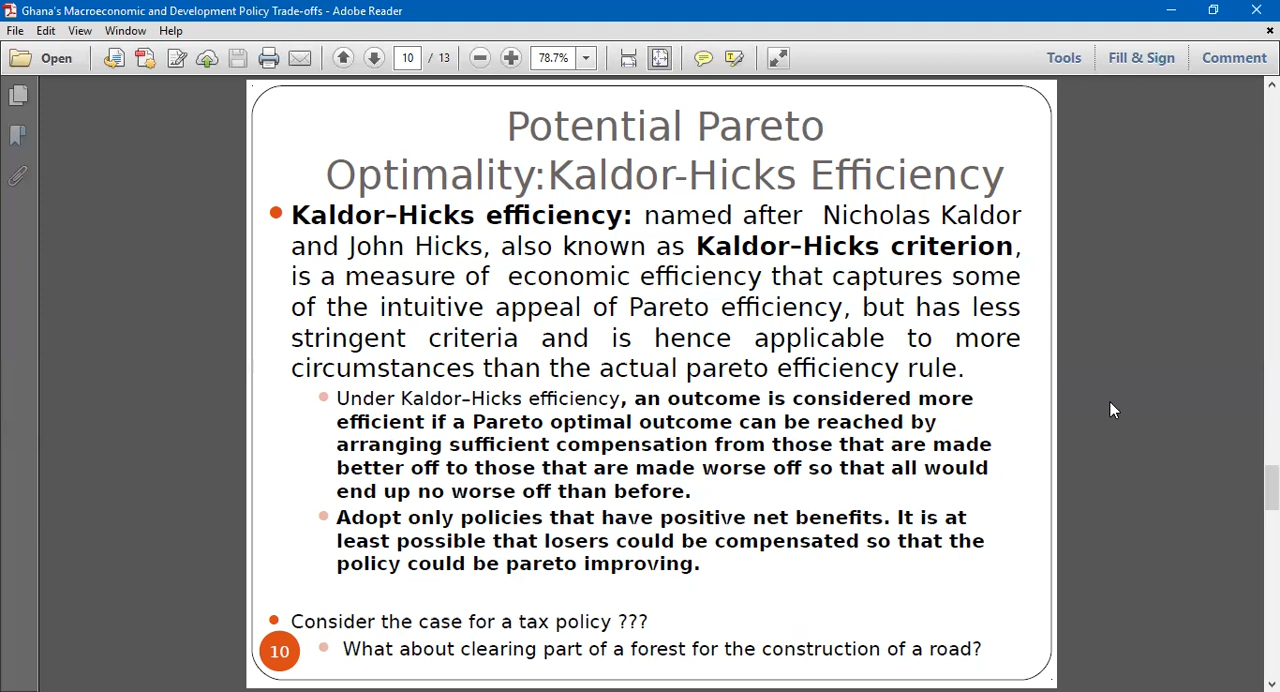 Ghana's Macroeconomic and Development Policy Trade-offs - Adobe Reader
File Edit View Window Help
Open 10 / 13 78.7% Tools Fill & Sign Comment
Potential Pareto
Optimality:Kaldor-Hicks Efficiency
Kaldor–Hicks efficiency: named after Nicholas Kaldor
and John Hicks, also known as Kaldor–Hicks criterion,
is a measure of economic efficiency that captures some
of the intuitive appeal of Pareto efficiency, but has less
stringent criteria and is hence applicable to more
circumstances than the actual pareto efficiency rule.
Under Kaldor–Hicks efficiency, an outcome is considered more
efficient if a Pareto optimal outcome can be reached by
arranging sufficient compensation from those that are made
better off to those that are made worse off so that all would
end up no worse off than before.
Adopt only policies that have positive net benefits. It is at
least possible that losers could be compensated so that the
policy could be pareto improving.
Consider the case for a tax policy ???
10 What about clearing part of a forest for the construction of a road?